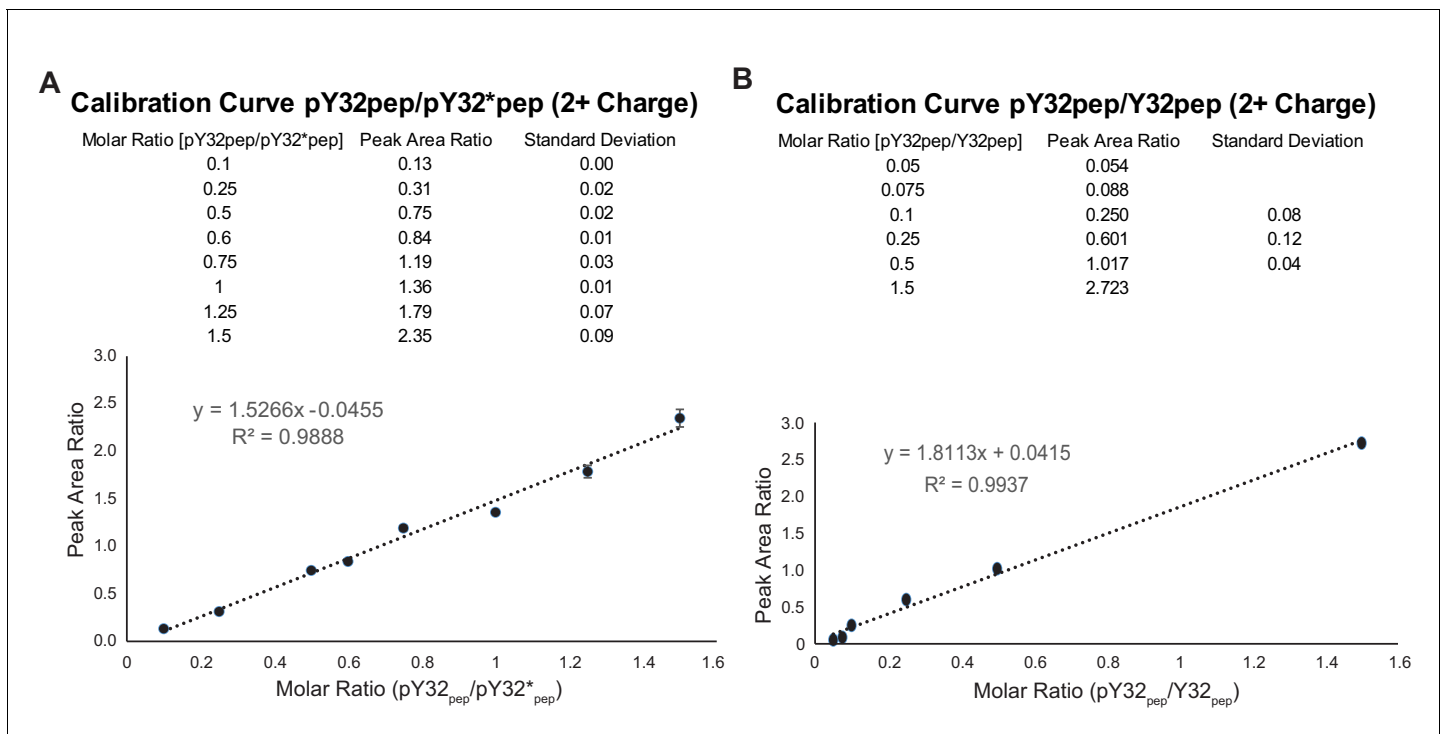 A
Calibration Curve pY32pep/pY32*pep (2+ Charge)
Molar Ratio [pY32pep/pY32*pep] Peak Area Ratio Standard Deviation
0.1 0.13 0.00
0.25 0.31 0.02
0.5 0.75 0.02
0.6 0.84 0.01
0.75 1.19 0.03
1 1.36 0.01
1.25 1.79 0.07
1.5 2.35 0.09
3.0
2.5
2.0
1.5
1.0
0.5
0.0
Peak Area Ratio
y = 1.5266x - 0.0455
R² = 0.9888
0 0.2 0.4 0.6 0.8 1 1.2 1.4 1.6
Molar Ratio (pY32pep/pY32*pep)
B
Calibration Curve pY32pep/Y32pep (2+ Charge)
Molar Ratio [pY32pep/Y32pep] Peak Area Ratio Standard Deviation
0.05 0.054
0.075 0.088
0.1 0.250 0.08
0.25 0.601 0.12
0.5 1.017 0.04
1.5 2.723
3.0
2.5
2.0
1.5
1.0
0.5
0
Peak Area Ratio
y = 1.8113x + 0.0415
R² = 0.9937
0 0.2 0.4 0.6 0.8 1 1.2 1.4 1.6
Molar Ratio (pY32pep/Y32pep)